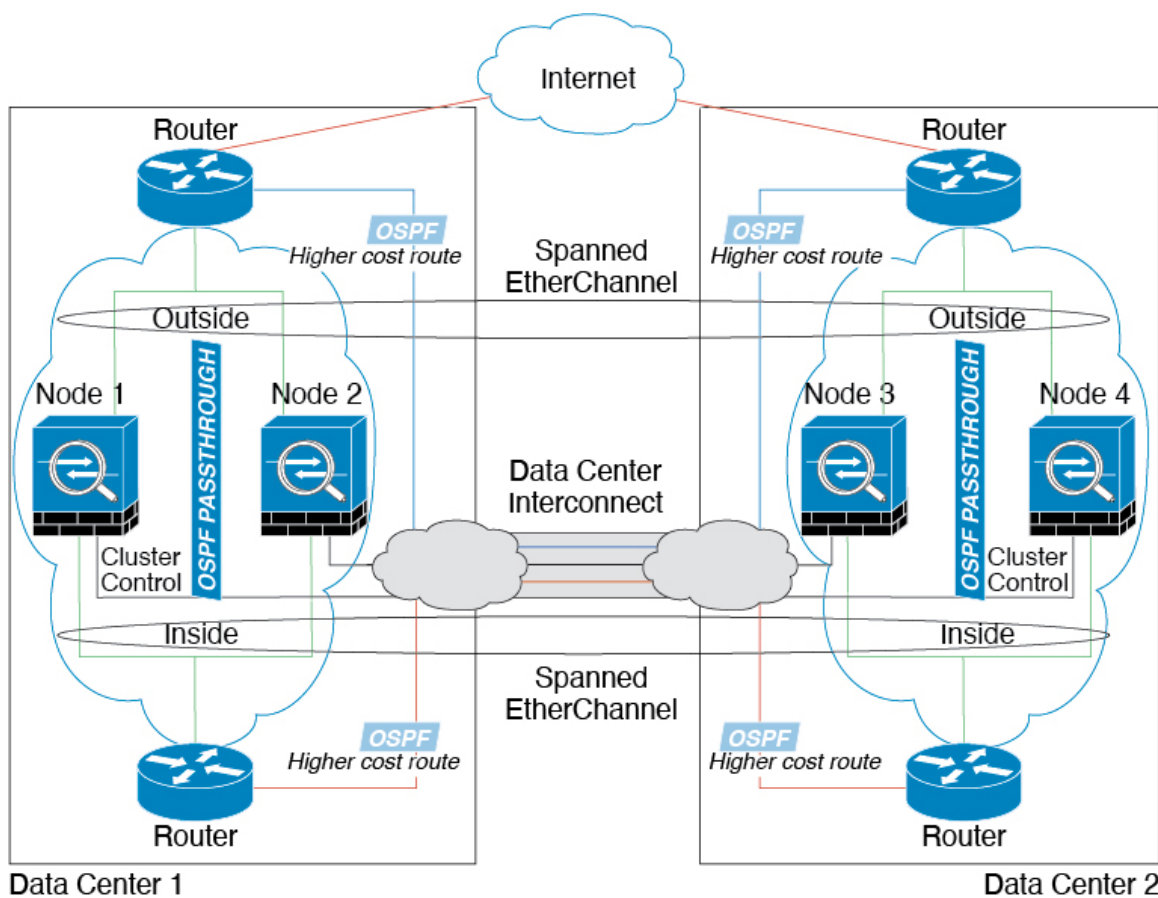 Internet
Router
Router
OSPF
Higher cost route
Spanned
EtherChannel
OSPF
Higher cost route
Outside
Outside
Node 1
OSPF PASSTHROUGH
Node 2
Node 3
OSPF PASSTHROUGH
Node 4
Data Center
Interconnect
Cluster
Control
Cluster
Control
Inside
Inside
Spanned
EtherChannel
OSPF
Higher cost route
OSPF
Higher cost route
Router
Router
Data Center 1
Data Center 2